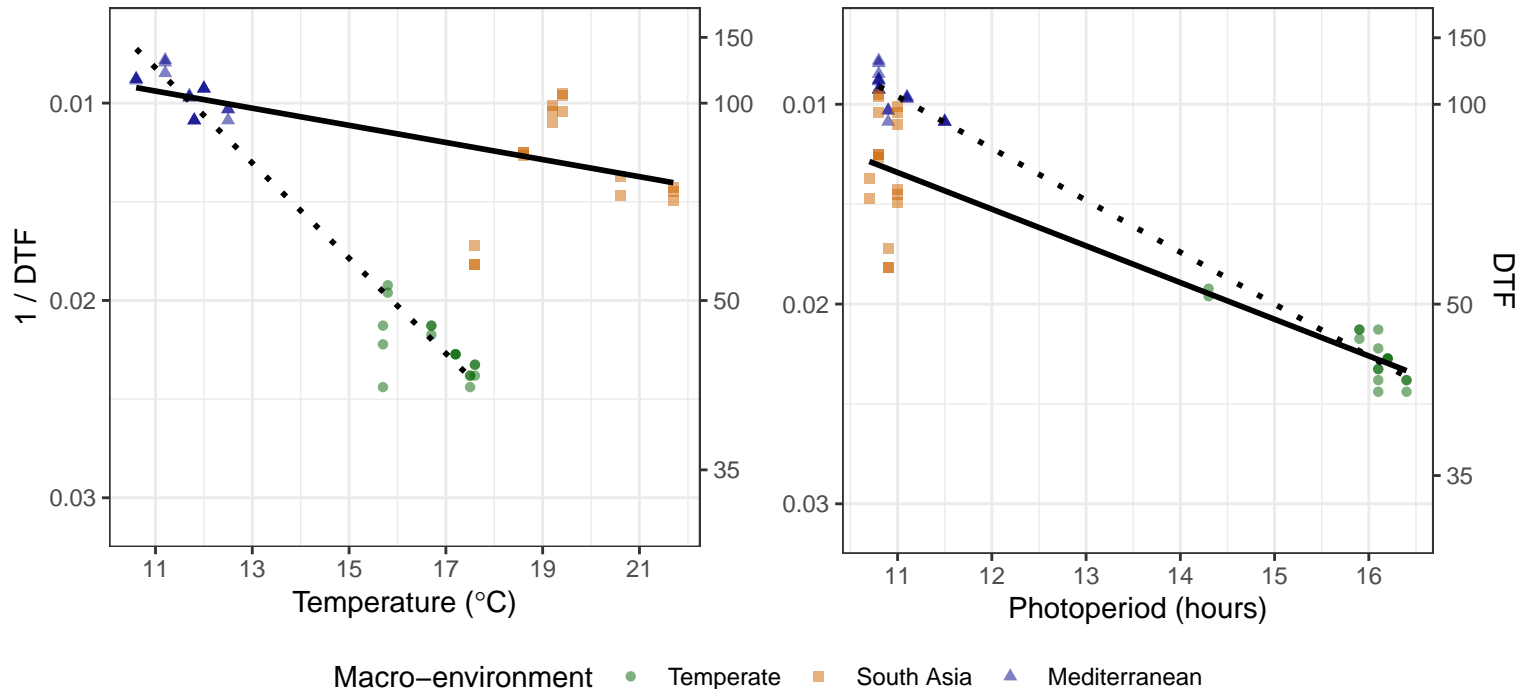 1 / DTF
0.01
0.02
0.03
150
100
50
35
11 13 15 17 19 21
Temperature (°C)
0.01
0.02
0.03
150
100
50
35
DTF
11 12 13 14 15 16
Photoperiod (hours)
Macro−environment Temperate South Asia Mediterranean